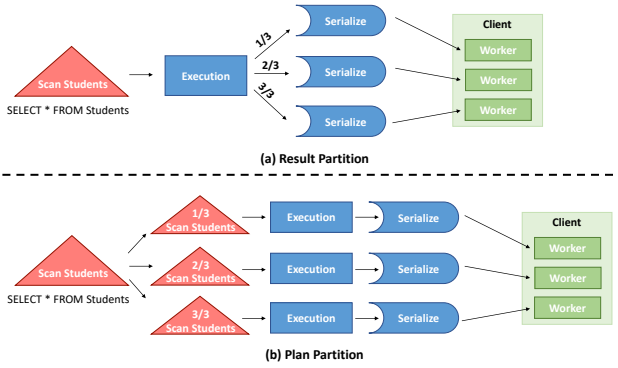 Client
Serialize
1/3
Worker
Scan Students
Execution
2/3
Serialize
Worker
3/3
SELECT * FROM Students
Serialize
Worker
(a) Result Partition
1/3
Scan Students
Execution
Serialize
Client
Worker
Scan Students
2/3
Scan Students
Execution
Serialize
Worker
SELECT * FROM Students
3/3
Scan Students
Execution
Serialize
Worker
(b) Plan Partition